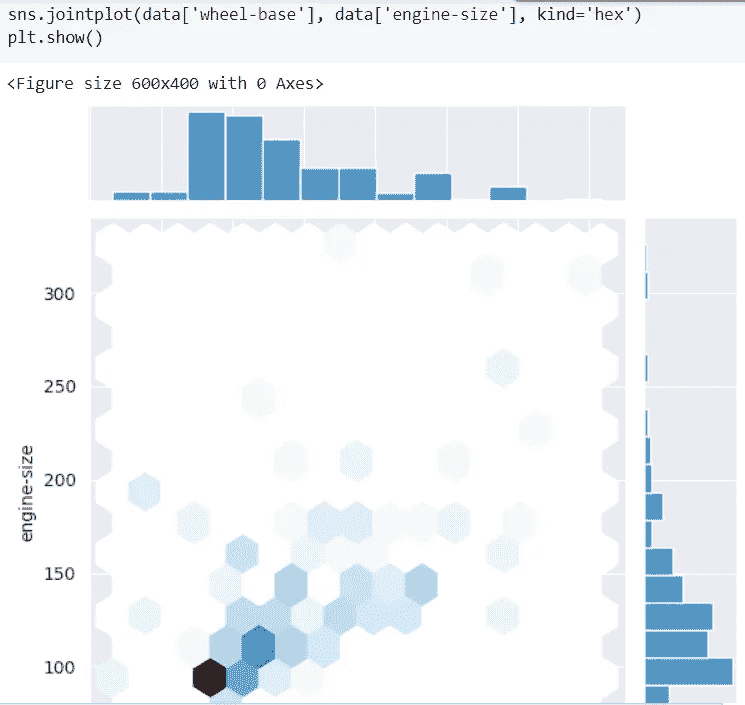 sns.jointplot(data['wheel-base'], data['engine-size'], kind='hex')
plt.show()
<Figure size 600x400 with 0 Axes>
300
250
engine-size
200
150
100